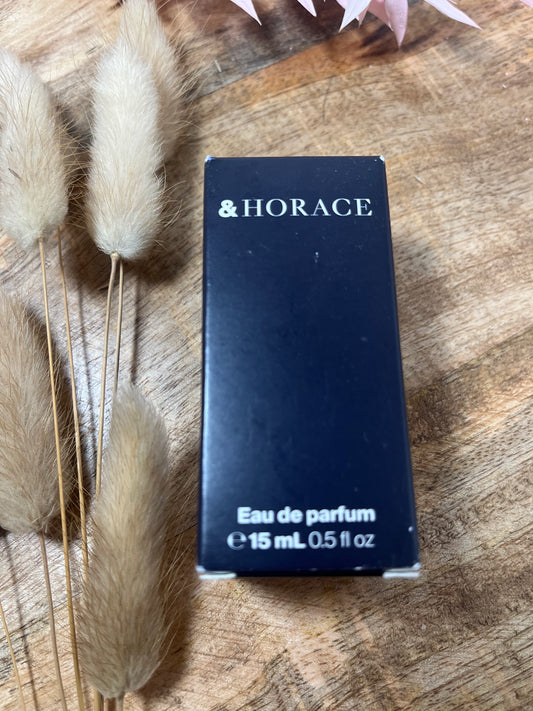 &HORACE
Eau de parfum
℮15 mL 0.5 fl oz